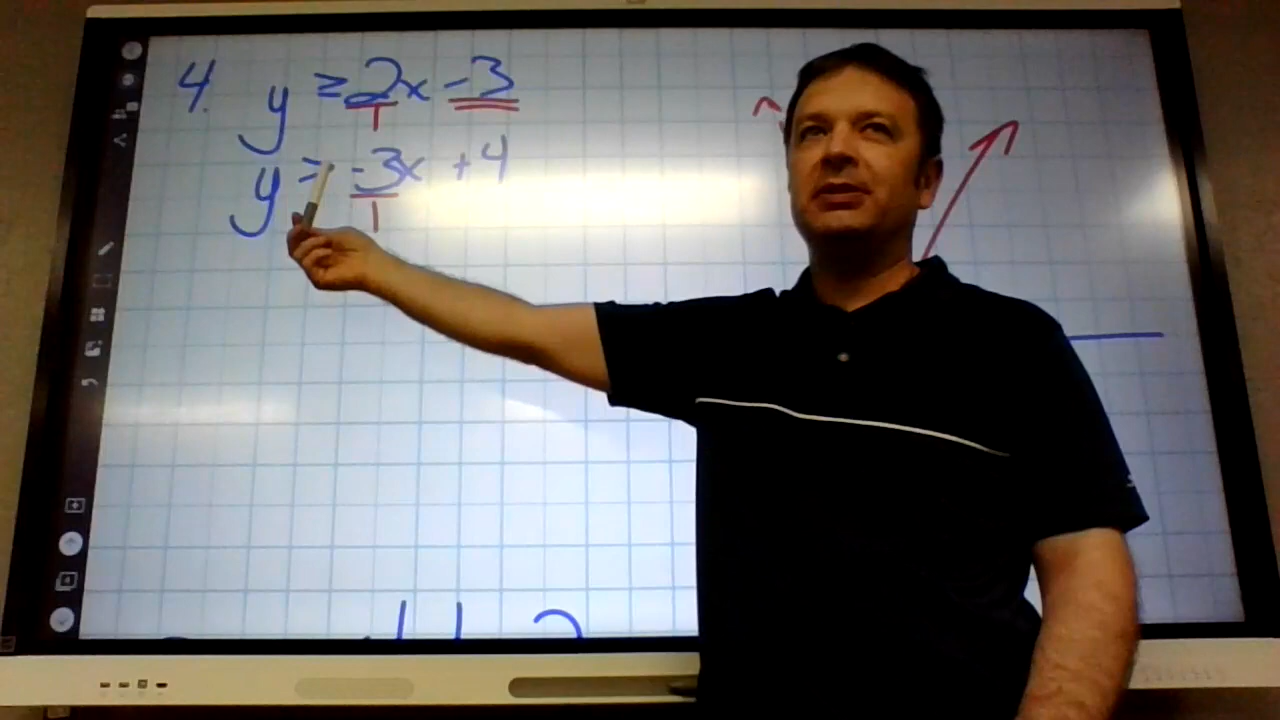 4. y = 2x - 3
1
y = -3x + 4
1